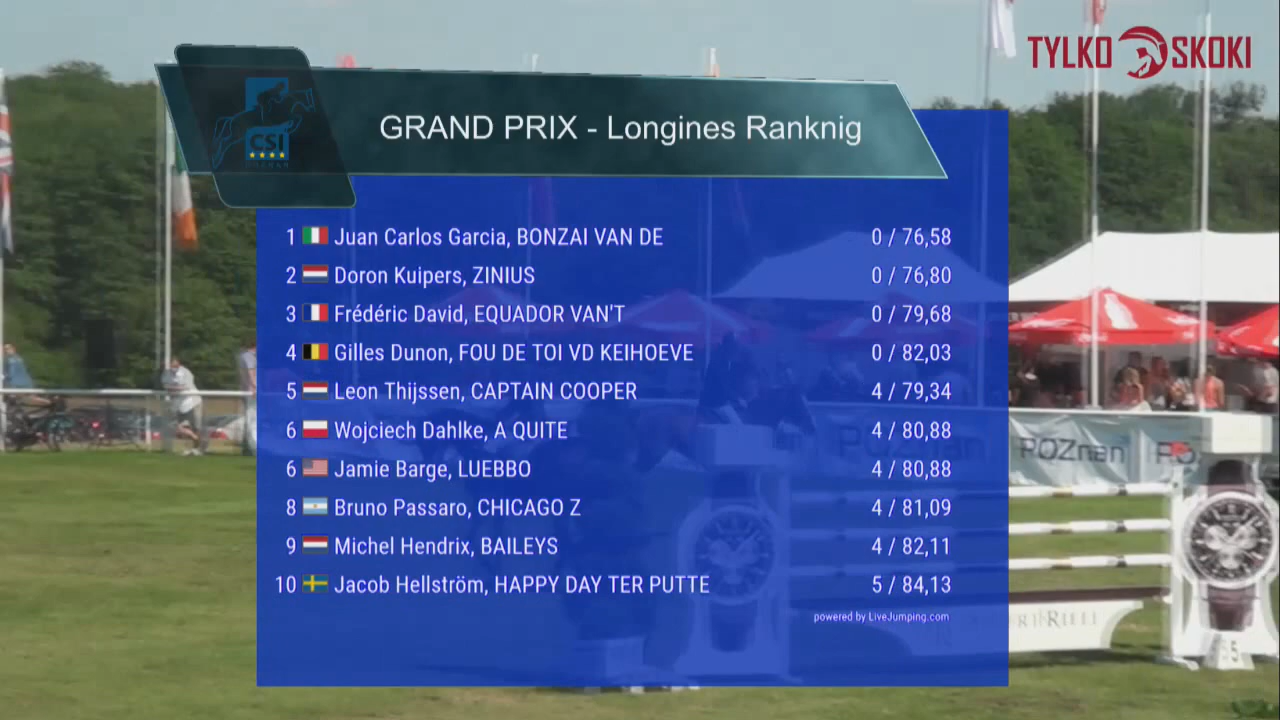 TYLKO SKOKI
CSI
GRAND PRIX - Longines Ranknig
1 Juan Carlos Garcia, BONZAI VAN DE 0 / 76,58
2 Doron Kuipers, ZINIUS 0 / 76,80
3 Frédéric David, EQUADOR VAN'T 0 / 79,68
4 Gilles Dunon, FOU DE TOI VD KEIHOEVE 0 / 82,03
5 Leon Thijssen, CAPTAIN COOPER 4 / 79,34
6 Wojciech Dahlke, A QUITE 4 / 80,88
6 Jamie Barge, LUEBBO 4 / 80,88
8 Bruno Passaro, CHICAGO Z 4 / 81,09
9 Michel Hendrix, BAILEYS 4 / 82,11
10 Jacob Hellström, HAPPY DAY TER PUTTE 5 / 84,13
powered by LiveJumping.com
POZnan POZnan
5